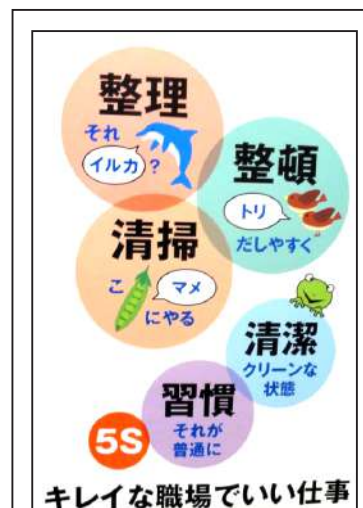 整理
それ
イルカ？
整頓
トリ
だしやすく
清掃
こ マメ
にやる
清潔
クリーンな
状態
習慣
それが
普通に
5S
キレイな職場でいい仕事